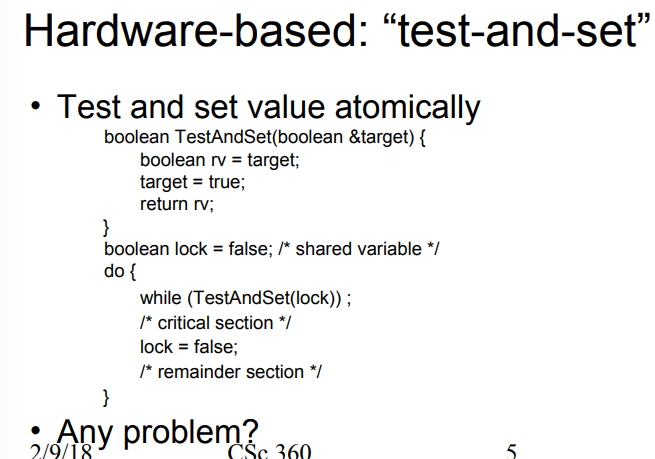 Hardware-based: “test-and-set”
• Test and set value atomically
boolean TestAndSet(boolean &target) {
boolean rv = target;
target = true;
return rv;
}
boolean lock = false; /* shared variable */
do {
while (TestAndSet(lock)) ;
/* critical section */
lock = false;
/* remainder section */
}
• Any problem?
2/9/18 CSc 360 5